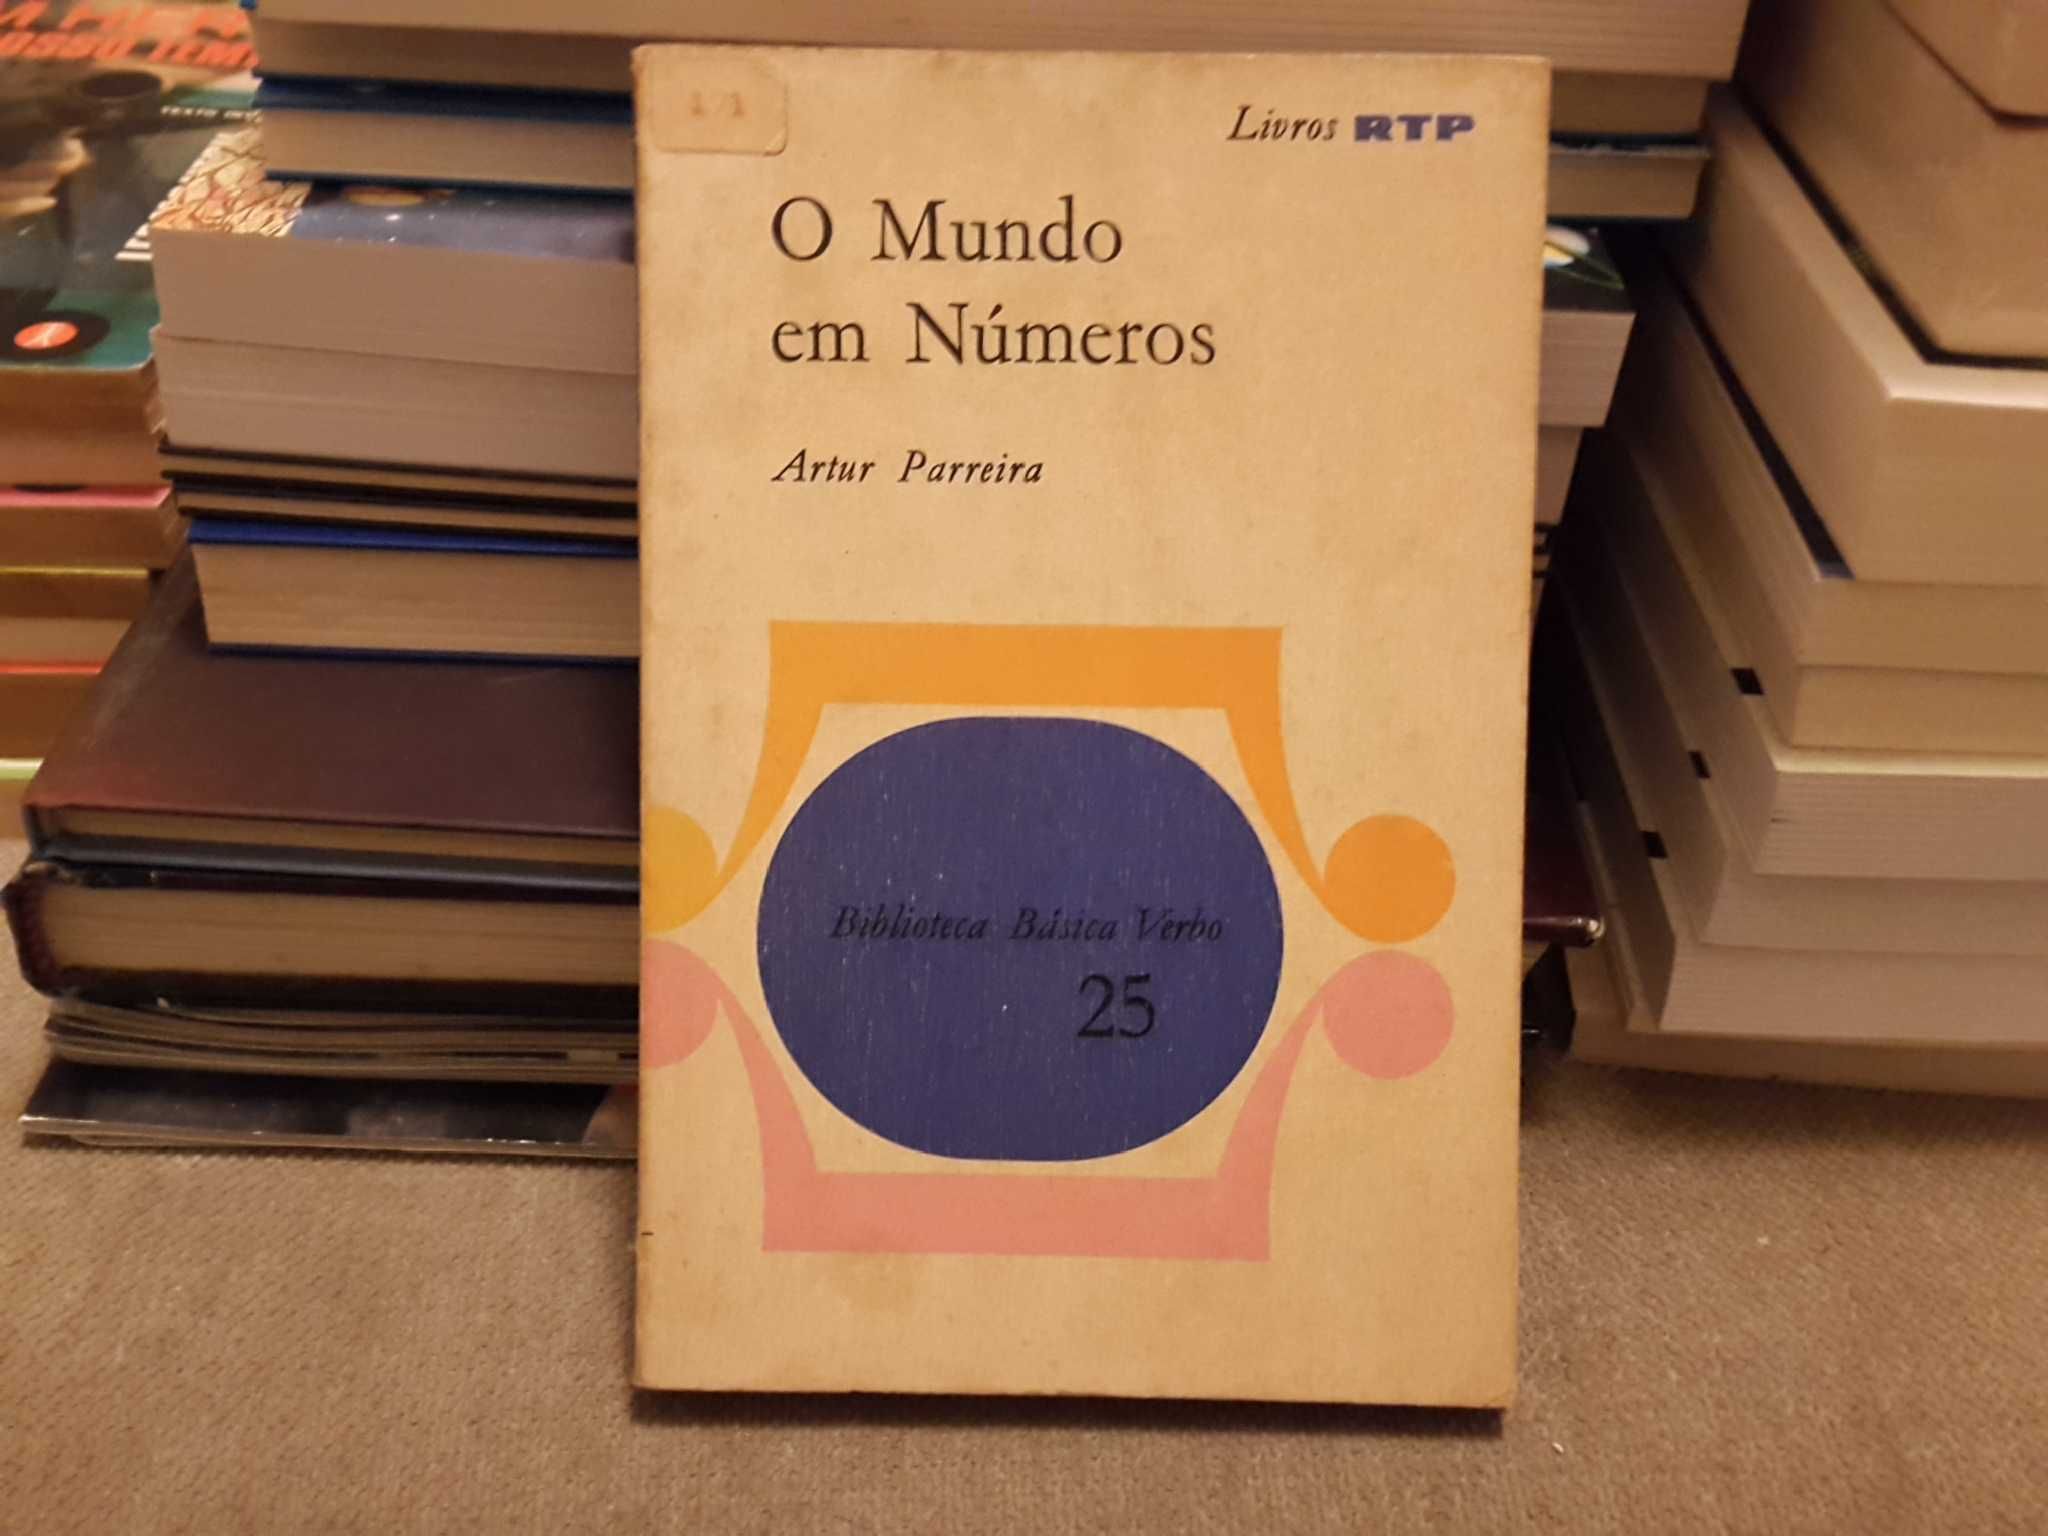 Livros RTP
O Mundo
em Números
Artur Parreira
Biblioteca Básica Verbo
25